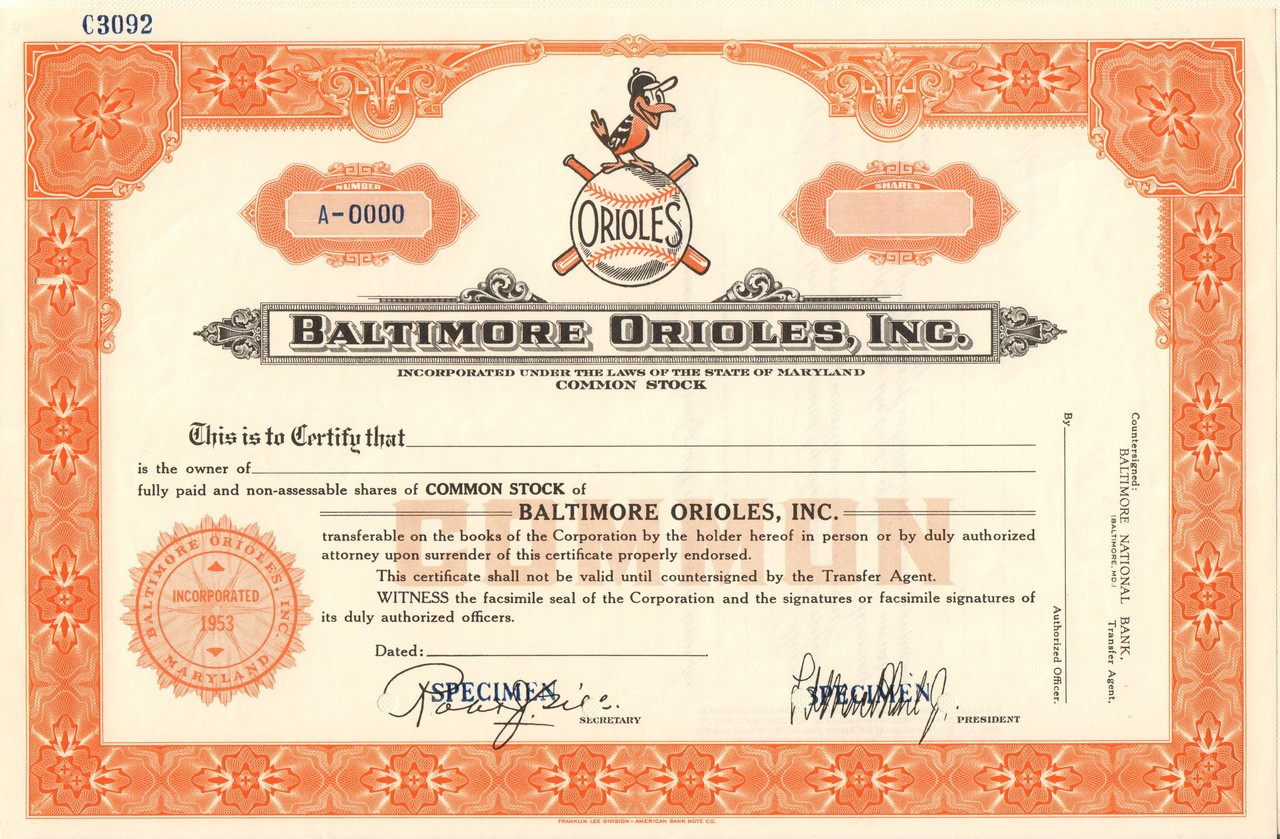 C3092
NUMBER
A-0000
SHARES
ORIOLES
BALTIMORE ORIOLES, INC.
INCORPORATED UNDER THE LAWS OF THE STATE OF MARYLAND
COMMON STOCK
This is to Certify that
is the owner of
fully paid and non-assessable shares of COMMON STOCK of
COMMON
BALTIMORE ORIOLES, INC.
transferable on the books of the Corporation by the holder hereof in person or by duly authorized
attorney upon surrender of this certificate properly endorsed.
This certificate shall not be valid until countersigned by the Transfer Agent.
WITNESS the facsimile seal of the Corporation and the signatures or facsimile signatures of
its duly authorized officers.
Dated:
SPECIMEN
SECRETARY
SPECIMEN
PRESIDENT
BALTIMORE ORIOLES, INC.
INCORPORATED
1953
MARYLAND
Countersigned:
BALTIMORE NATIONAL BANK,
(BALTIMORE, MD.)
Transfer Agent,
By
Authorized Officer.
FRANKLIN LEE DIVISION - AMERICAN BANK NOTE CO.